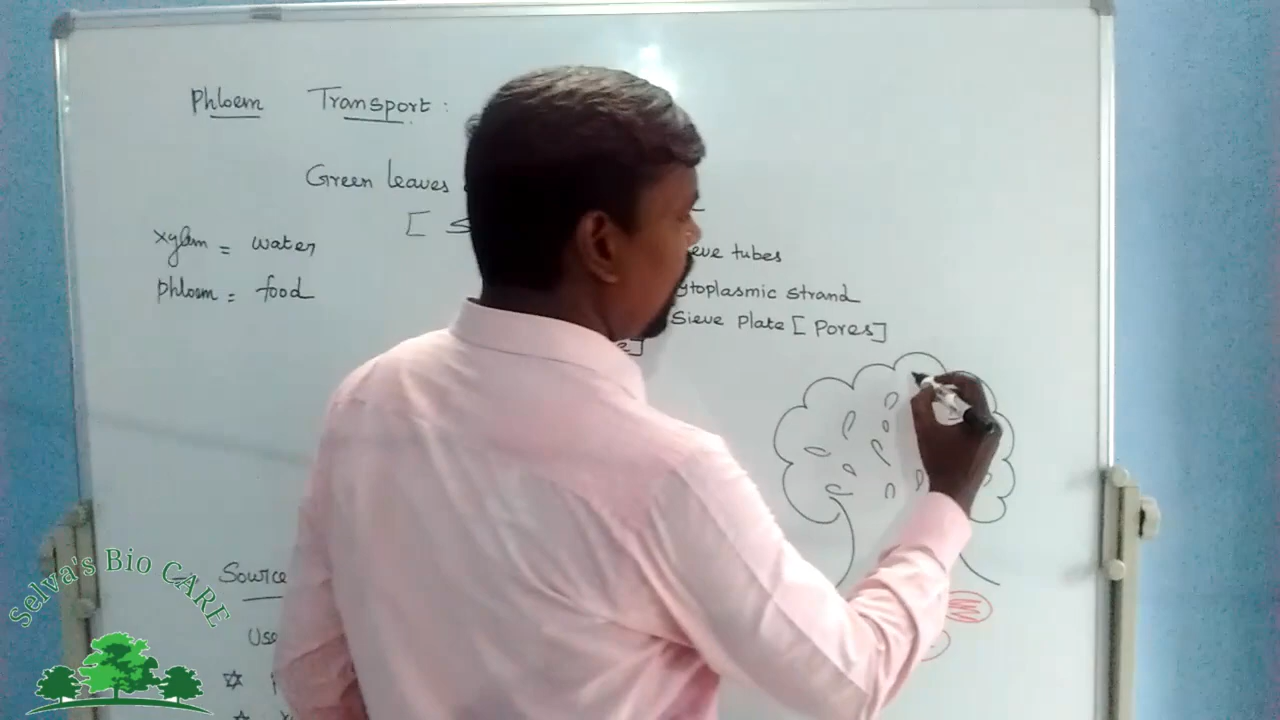 Phloem Transport:
Green leaves
[ S
xylem = water
phloem = food
eve tubes
ytoplasmic strand
Sieve Plate [Pores]
e]
Source
Use
Selva's Bio CARE